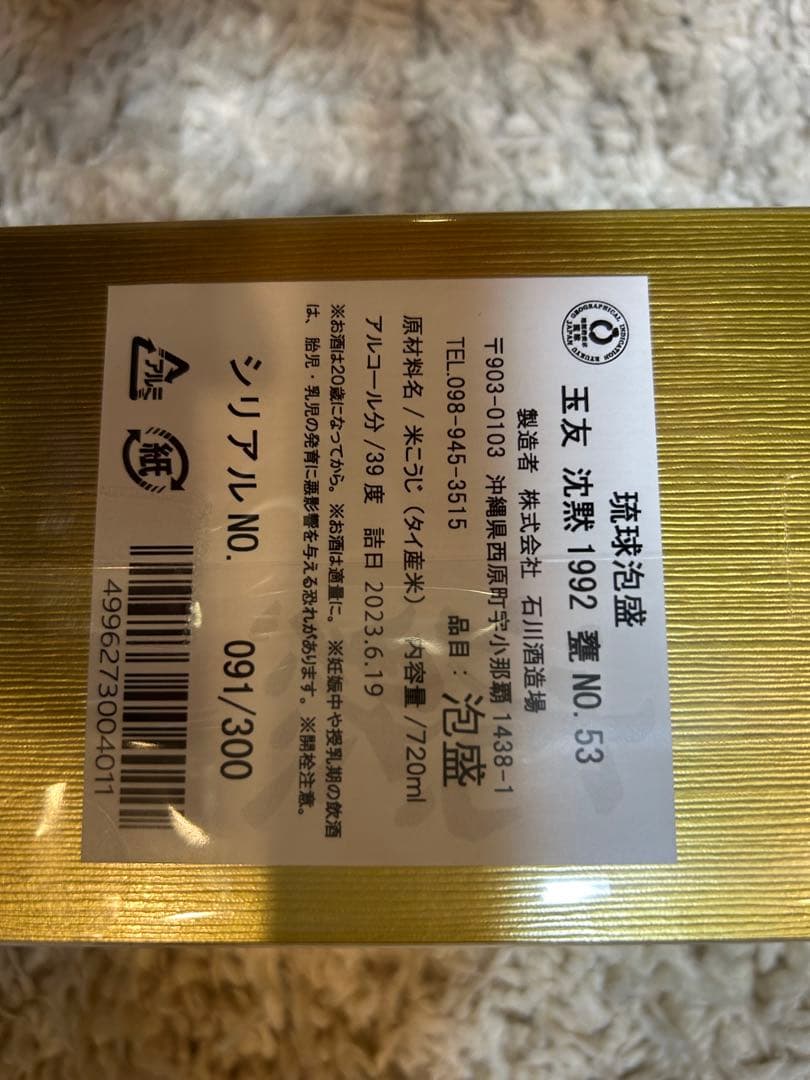 琉球泡盛
GEOGRAPHICAL INDICATION RYUKYU JAPAN
玉友 沈黙 1992 甕 NO.53
製造者 株式会社 石川酒造場
〒903-0103 沖縄県西原町字小那覇 1438-1
TEL.098-945-3515 品目：泡盛
原材料名 / 米こうじ（タイ産米） 内容量 /720ml
アルコール分 /39 度 詰日 2023.6.19
※お酒は20歳になってから。※お酒は適量に。 ※妊娠中や授乳期の飲酒
は、胎児・乳児の発育に悪影響を与える恐れがあります。※開栓注意。
シリアル NO. 091/300
アルミ 紙
4996273004011